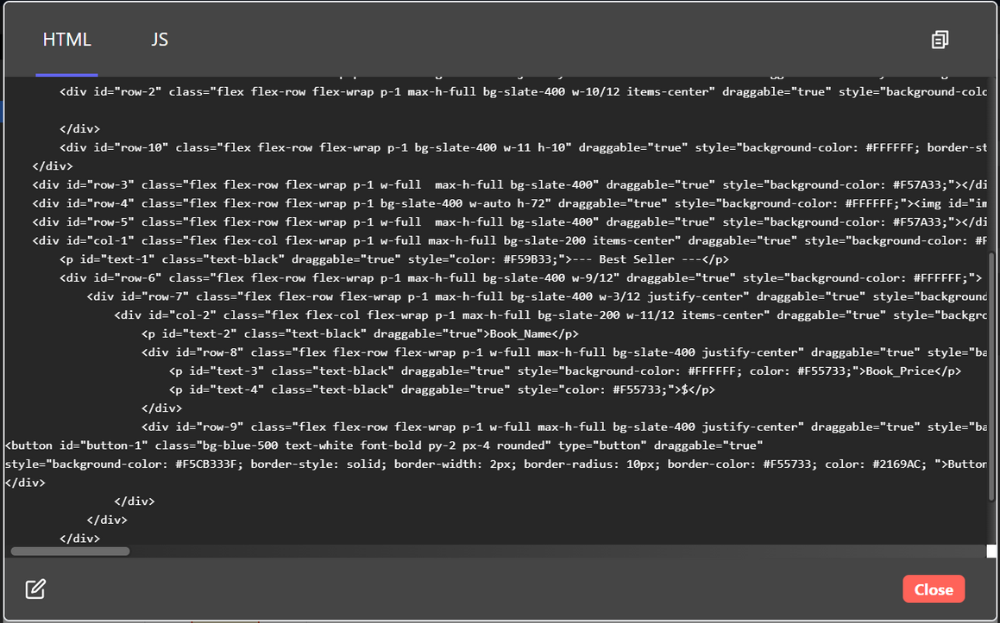 HTML JS
<div id="row-2" class="flex flex-row flex-wrap p-1 max-h-full bg-slate-400 w-10/12 items-center" draggable="true" style="background-colo
</div>
<div id="row-10" class="flex flex-row flex-wrap p-1 bg-slate-400 w-11 h-10" draggable="true" style="background-color: #FFFFFF; border-st
</div>
<div id="row-3" class="flex flex-row flex-wrap p-1 w-full  max-h-full bg-slate-400" draggable="true" style="background-color: #F57A33;"></di
<div id="row-4" class="flex flex-row flex-wrap p-1 bg-slate-400 w-auto h-72" draggable="true" style="background-color: #FFFFFF;"><img id="im
<div id="row-5" class="flex flex-row flex-wrap p-1 w-full  max-h-full bg-slate-400" draggable="true" style="background-color: #F57A33;"></di
<div id="col-1" class="flex flex-col flex-wrap p-1 w-full max-h-full bg-slate-200 items-center" draggable="true" style="background-color: #F
<p id="text-1" class="text-black" draggable="true" style="color: #F59B33;">--- Best Seller ---</p>
<div id="row-6" class="flex flex-row flex-wrap p-1 max-h-full bg-slate-400 w-9/12" draggable="true" style="background-color: #FFFFFF;">
<div id="row-7" class="flex flex-row flex-wrap p-1 max-h-full bg-slate-400 w-3/12 justify-center" draggable="true" style="background
<div id="col-2" class="flex flex-col flex-wrap p-1 max-h-full bg-slate-200 w-11/12 items-center" draggable="true" style="backgro
<p id="text-2" class="text-black" draggable="true">Book_Name</p>
<div id="row-8" class="flex flex-row flex-wrap p-1 w-full max-h-full bg-slate-400 justify-center" draggable="true" style="ba
<p id="text-3" class="text-black" draggable="true" style="background-color: #FFFFFF; color: #F55733;">Book_Price</p>
<p id="text-4" class="text-black" draggable="true" style="color: #F55733;">$</p>
</div>
<div id="row-9" class="flex flex-row flex-wrap p-1 w-full max-h-full bg-slate-400 justify-center" draggable="true" style="ba
<button id="button-1" class="bg-blue-500 text-white font-bold py-2 px-4 rounded" type="button" draggable="true"
style="background-color: #F5CB333F; border-style: solid; border-width: 2px; border-radius: 10px; border-color: #F55733; color: #2169AC; ">Button
</div>
</div>
</div>
</div>
Close